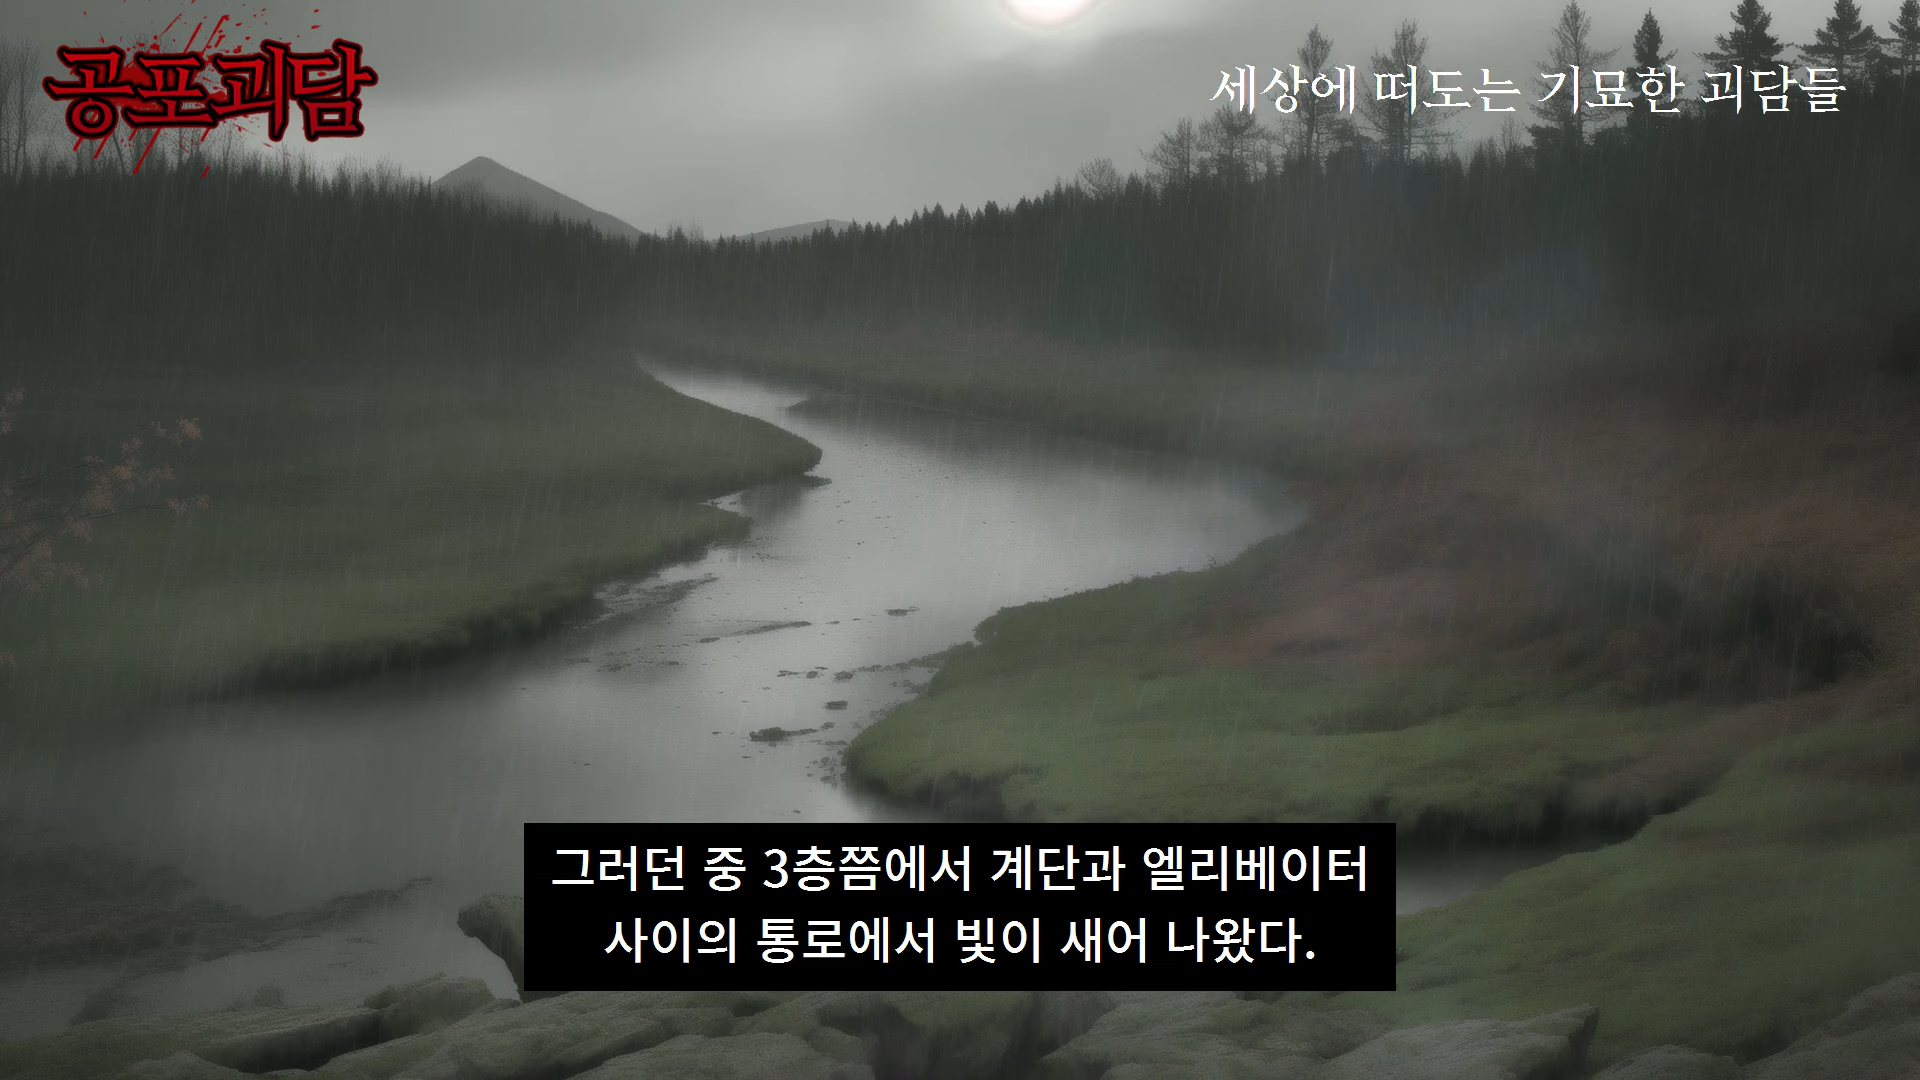 공포괴담
세상에 떠도는 기묘한 괴담들
그러던 중 3층쯤에서 계단과 엘리베이터
사이의 통로에서 빛이 새어 나왔다.